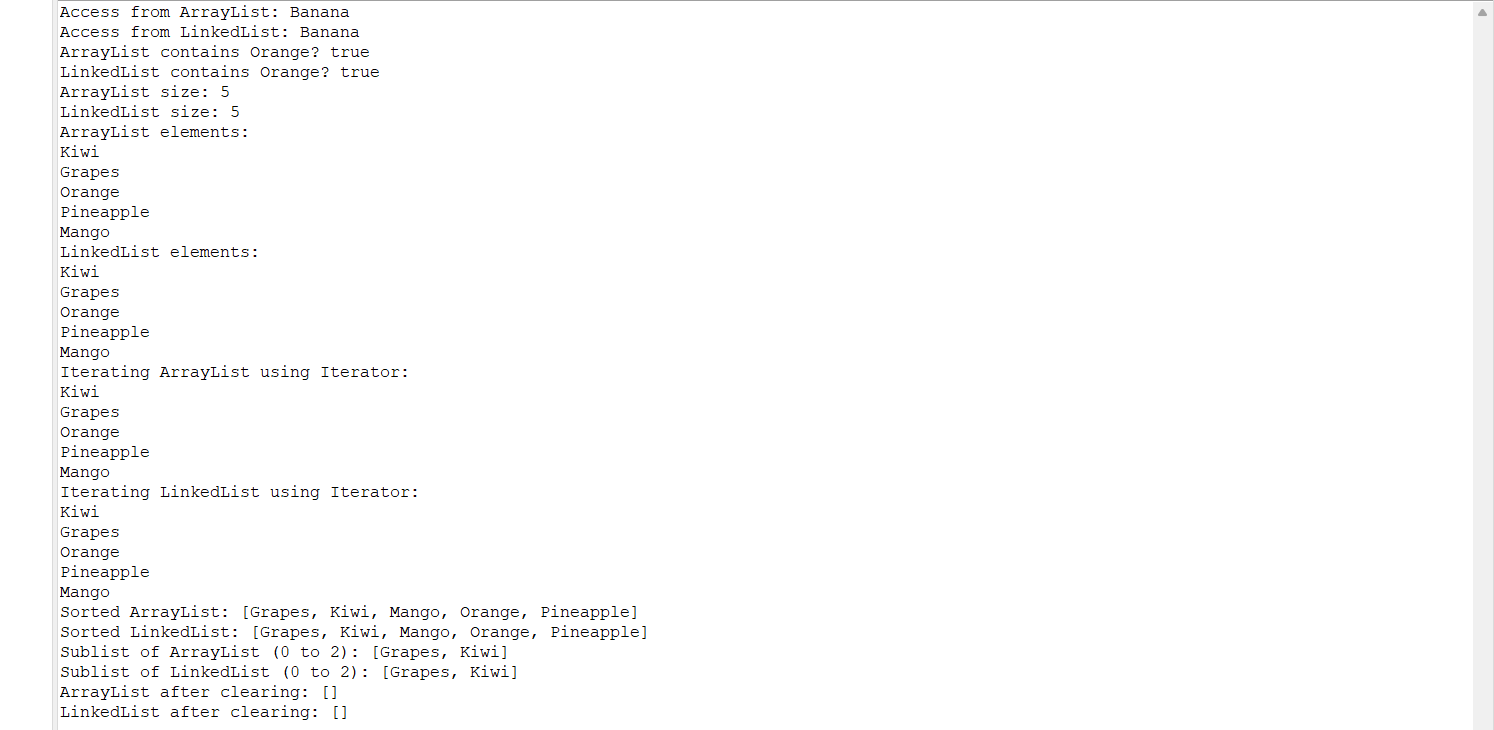 Access from ArrayList: Banana
Access from LinkedList: Banana
ArrayList contains Orange? true
LinkedList contains Orange? true
ArrayList size: 5
LinkedList size: 5
ArrayList elements:
Kiwi
Grapes
Orange
Pineapple
Mango
LinkedList elements:
Kiwi
Grapes
Orange
Pineapple
Mango
Iterating ArrayList using Iterator:
Kiwi
Grapes
Orange
Pineapple
Mango
Iterating LinkedList using Iterator:
Kiwi
Grapes
Orange
Pineapple
Mango
Sorted ArrayList: [Grapes, Kiwi, Mango, Orange, Pineapple]
Sorted LinkedList: [Grapes, Kiwi, Mango, Orange, Pineapple]
Sublist of ArrayList (0 to 2): [Grapes, Kiwi]
Sublist of LinkedList (0 to 2): [Grapes, Kiwi]
ArrayList after clearing: []
LinkedList after clearing: []